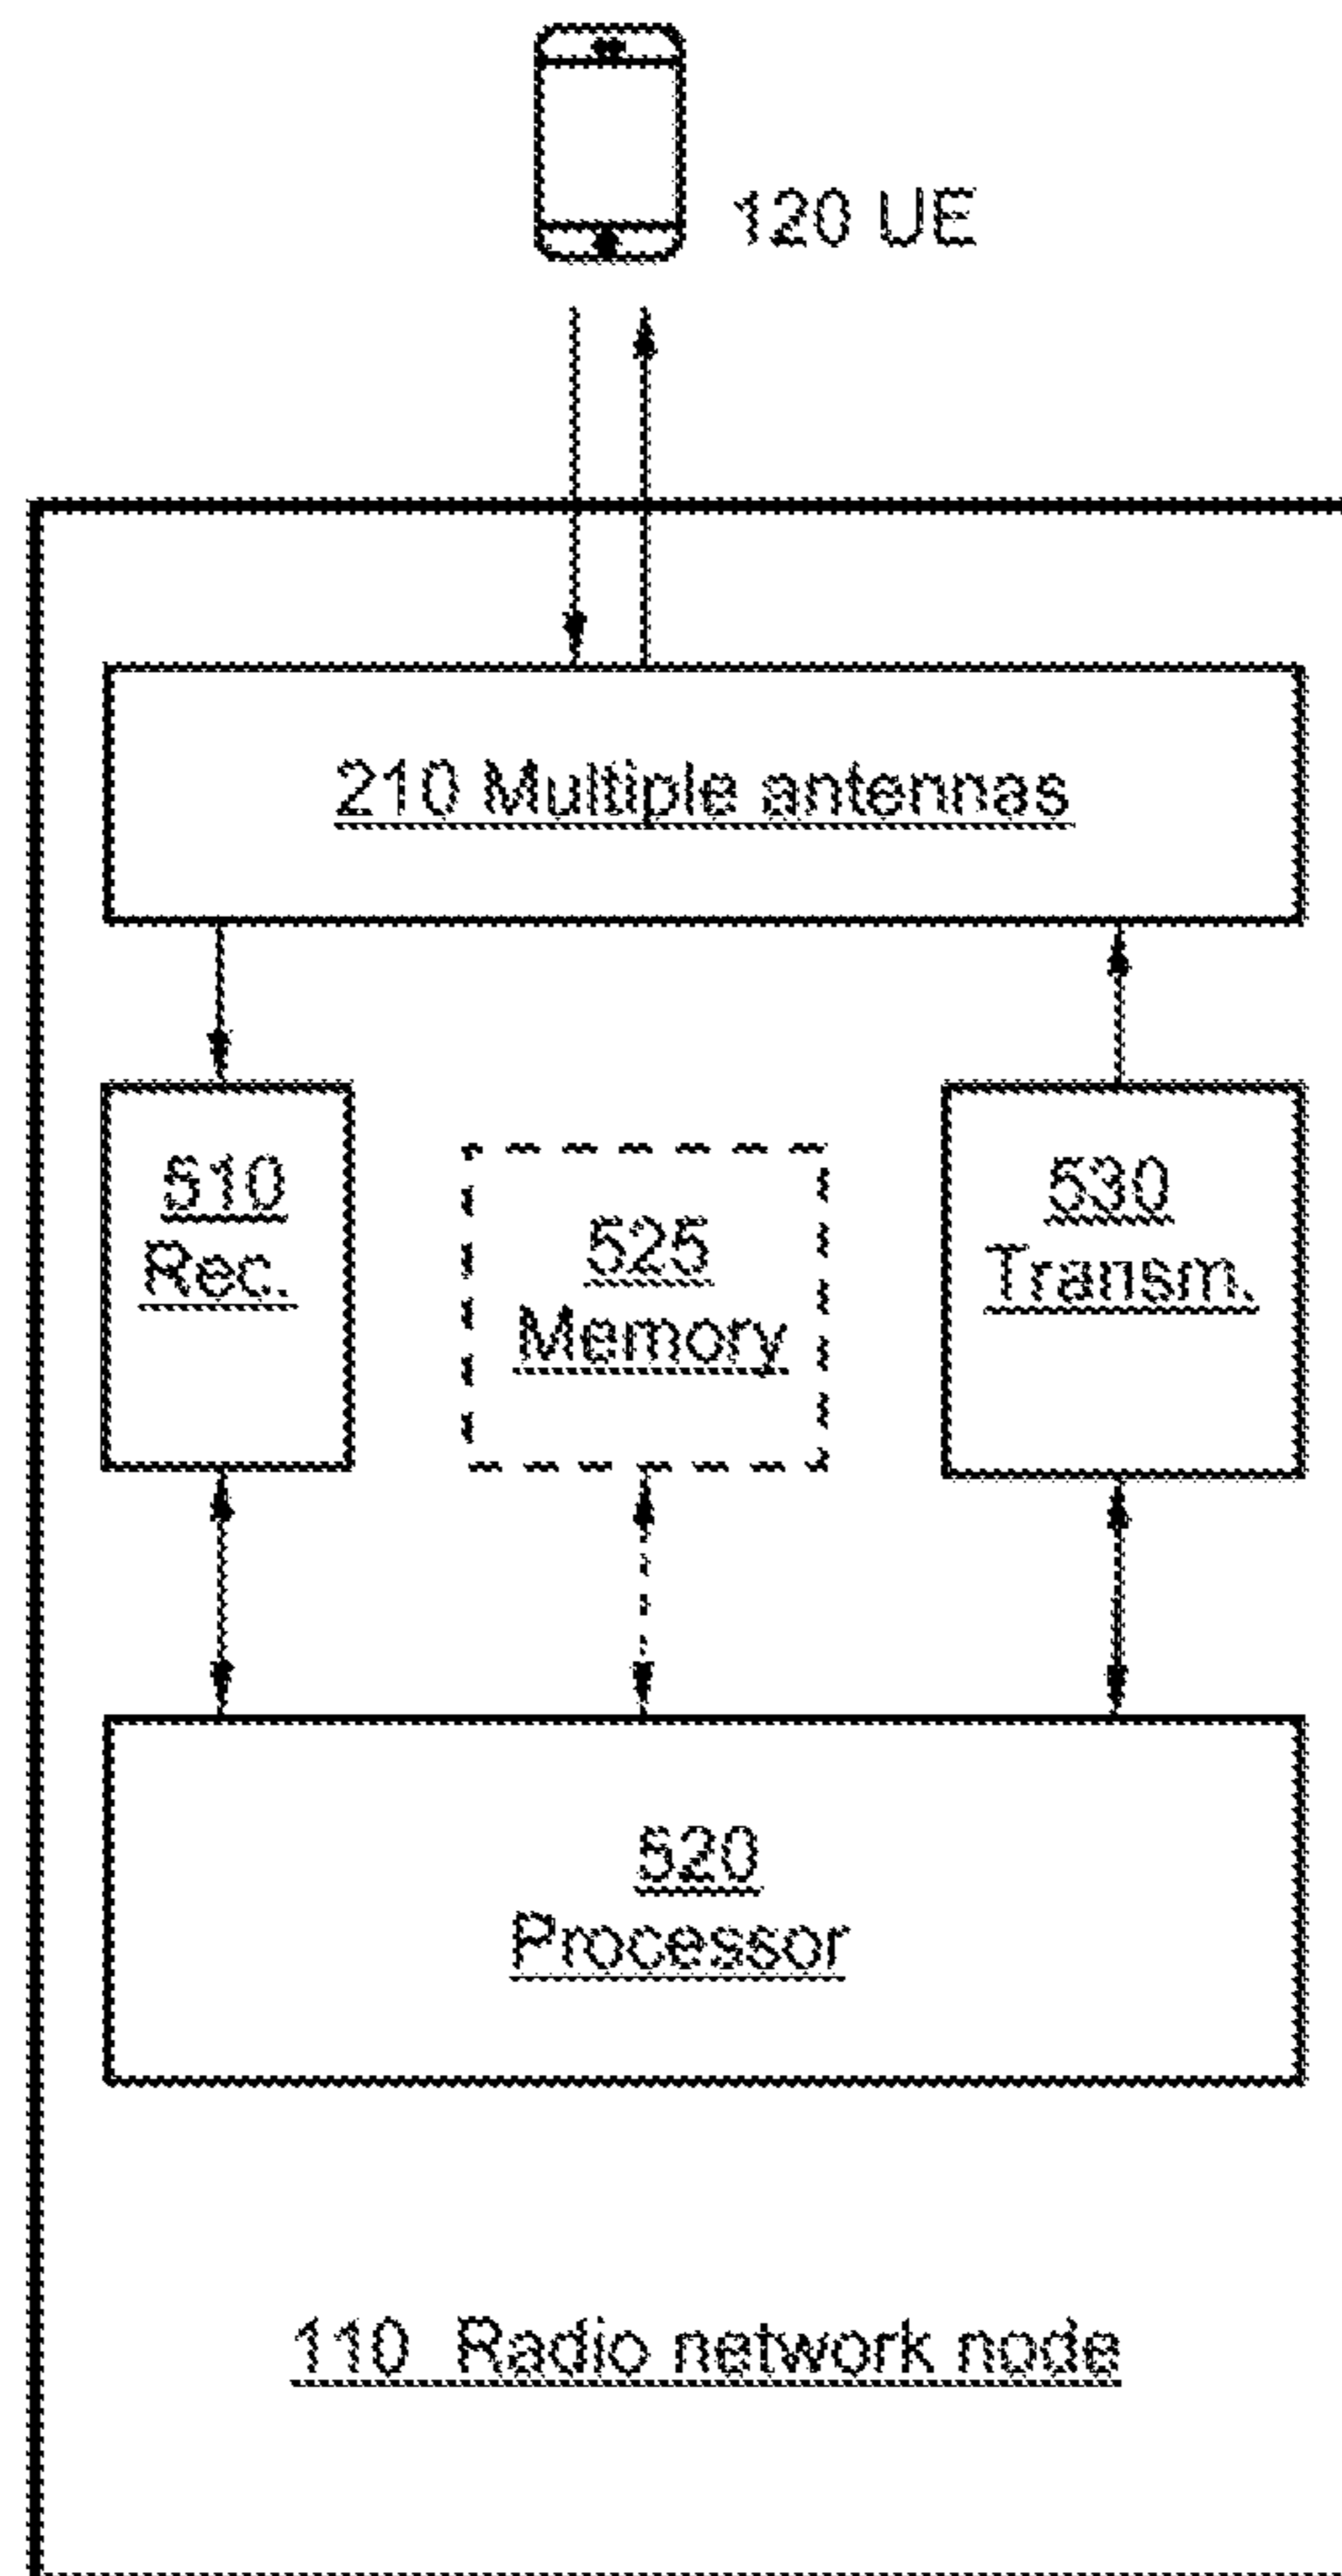 120 UE
210 Multiple antennas
510
Rec.
525
Memory
530
Transm.
520
Processor
110 Radio network node